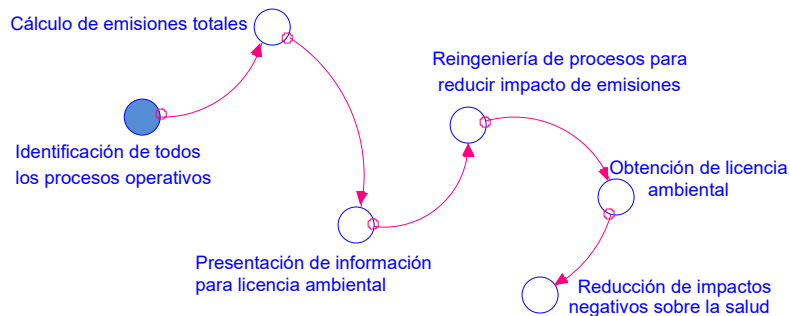 Cálculo de emisiones totales
Identificación de todos
los procesos operativos
Presentación de información
para licencia ambiental
Reingeniería de procesos para
reducir impacto de emisiones
Obtención de licencia
ambiental
Reducción de impactos
negativos sobre la salud